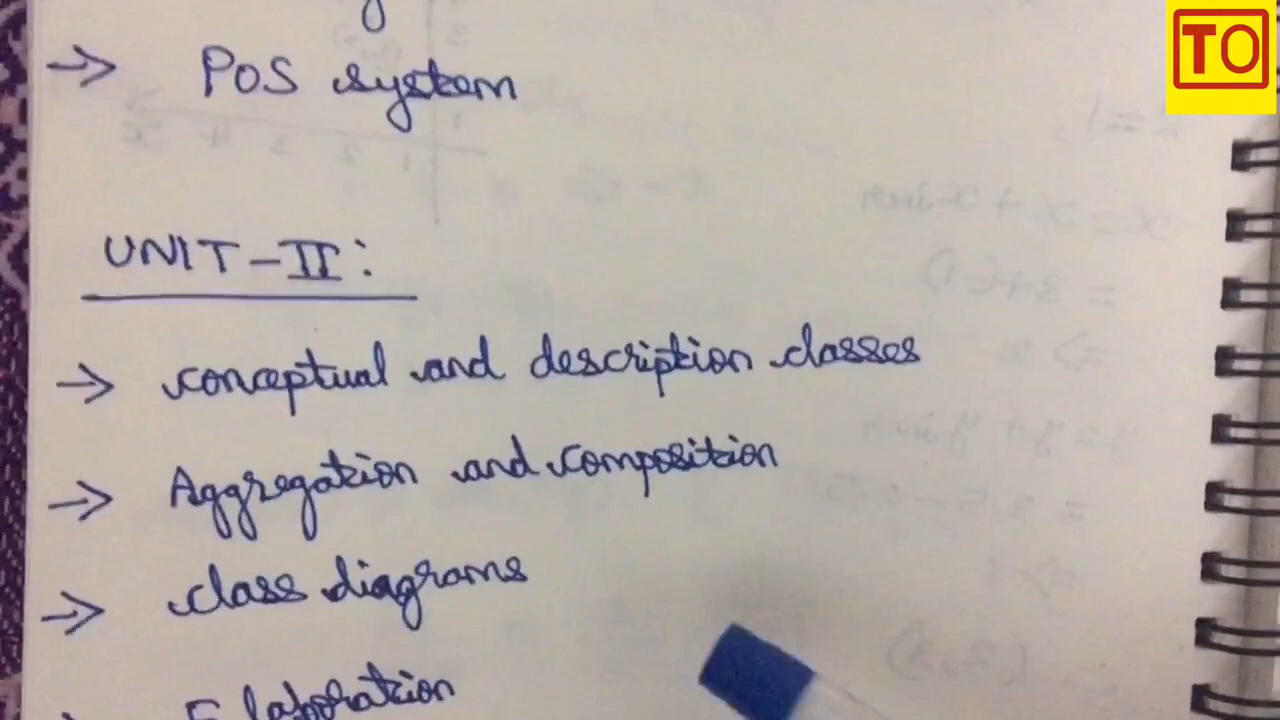 TO
→ POS system
UNIT-II:
→ conceptual and description classes
→ Aggregation and composition
→ class diagrams
Elaboration